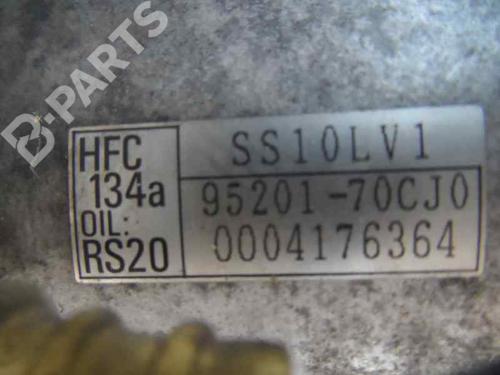 B-PARTS
HFC
134a
OIL:
RS20
SS10LV1
95201-70CJ0
0004176364